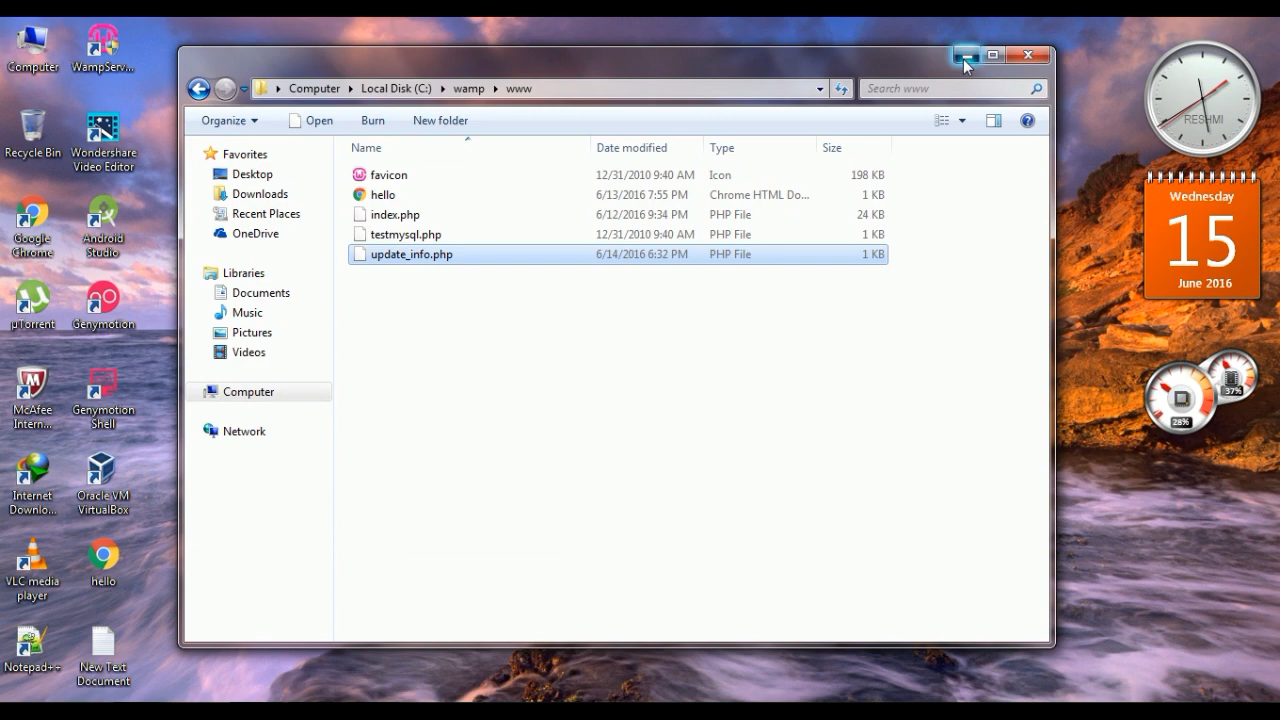 Computer
WampServ...
Recycle Bin
Wondershare
Video Editor
Google
Chrome
Android
Studio
µTorrent
Genymotion
McAfee
Intern...
Genymotion
Shell
Internet
Downlo...
Oracle VM
VirtualBox
VLC media
player
hello
Notepad++
New Text
Document
Computer
Local Disk (C:)
wamp
www
Search www
Organize
Open
Burn
New folder
Favorites
Desktop
Downloads
Recent Places
OneDrive
Libraries
Documents
Music
Pictures
Videos
Computer
Network
Name Date modified Type Size
favicon 12/31/2010 9:40 AM Icon 198 KB
hello 6/13/2016 7:55 PM Chrome HTML Do... 1 KB
index.php 6/12/2016 9:34 PM PHP File 24 KB
testmysql.php 12/31/2010 9:40 AM PHP File 1 KB
update_info.php 6/14/2016 6:32 PM PHP File 1 KB
RESHMI
Wednesday
15
June 2016
37%
28%